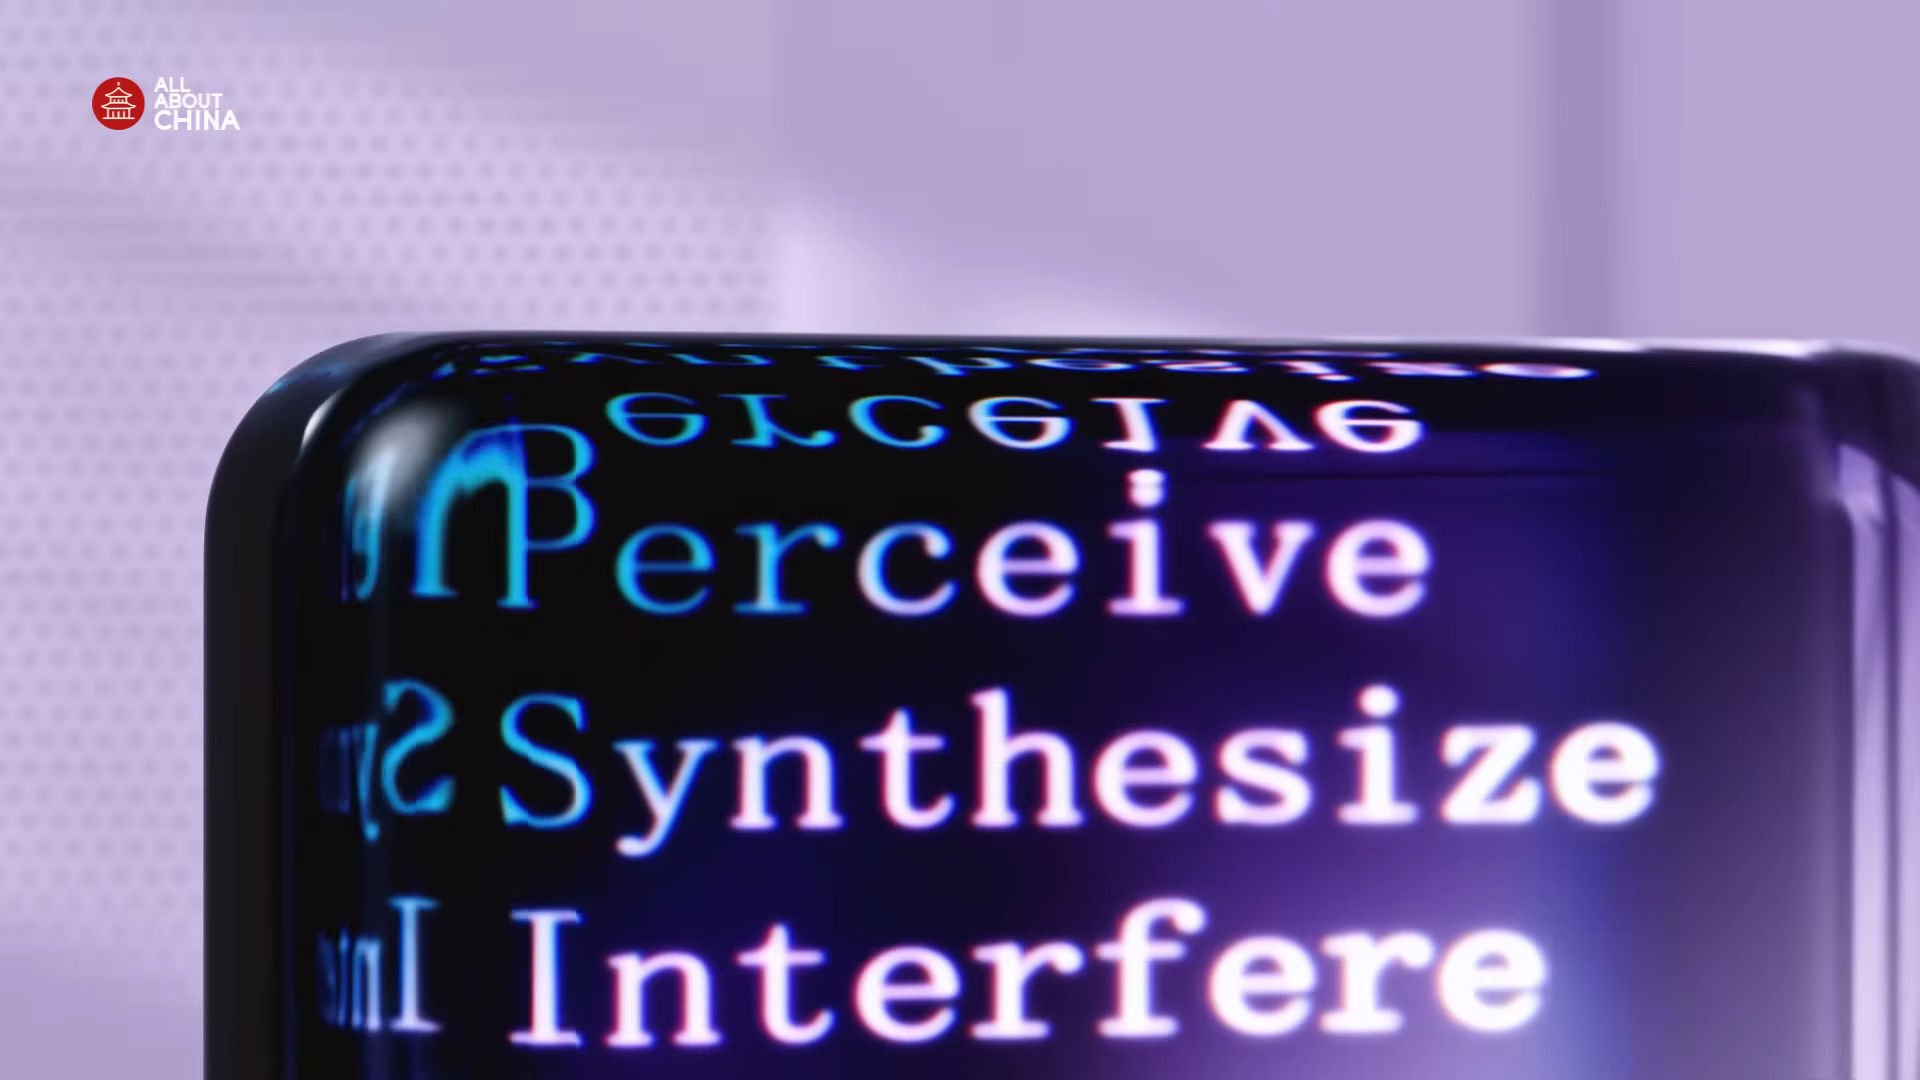 ALL
ABOUT
CHINA
Perceive
Synthesize
Interfere